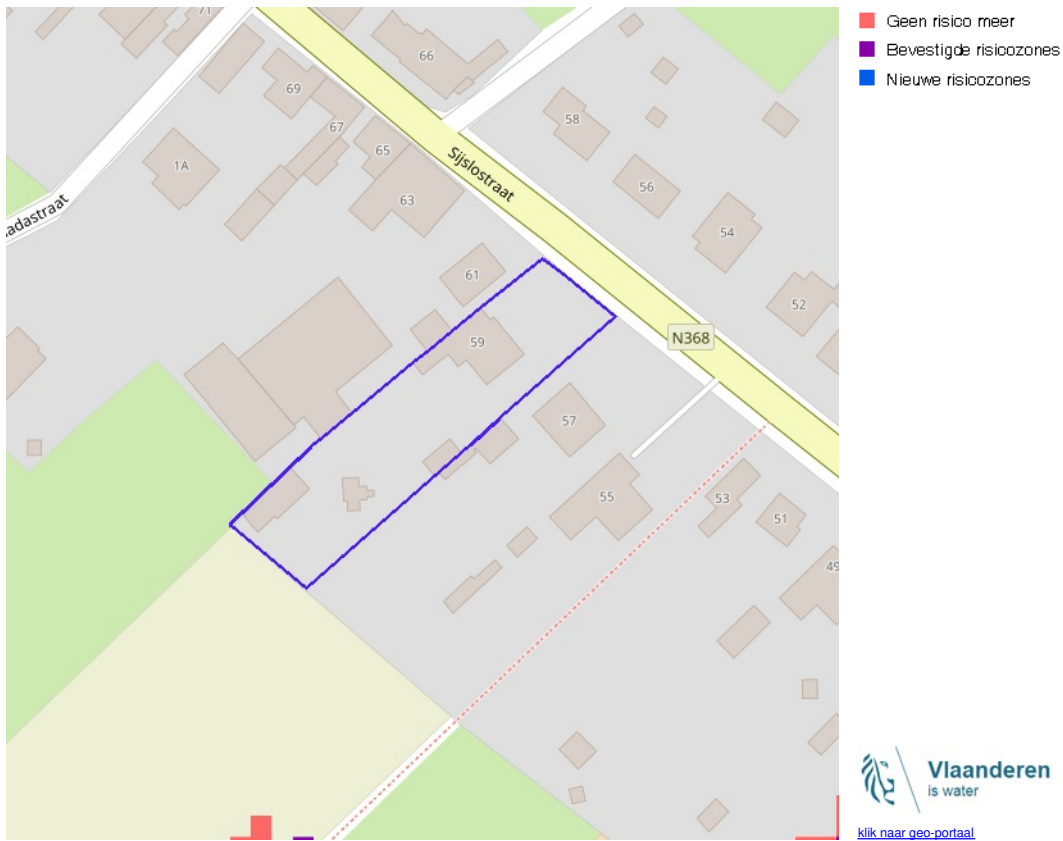 71
66
69
67
65
63
1A
58
56
54
52
Sijslostraat
adastraat
61
59
N368
57
55
53
51
49
Geen risico meer
Bevestigde risicozones
Nieuwe risicozones
Vlaanderen
is water
klik naar geo-portaal